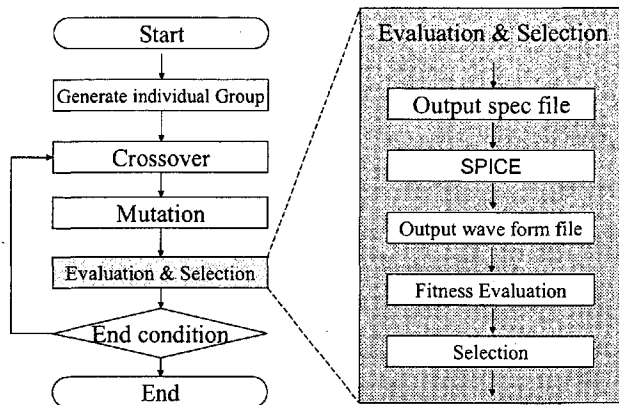 Start
Generate individual Group
Crossover
Mutation
Evaluation & Selection
End condition
End
Evaluation & Selection
Output spec file
SPICE
Output wave form file
Fitness Evaluation
Selection